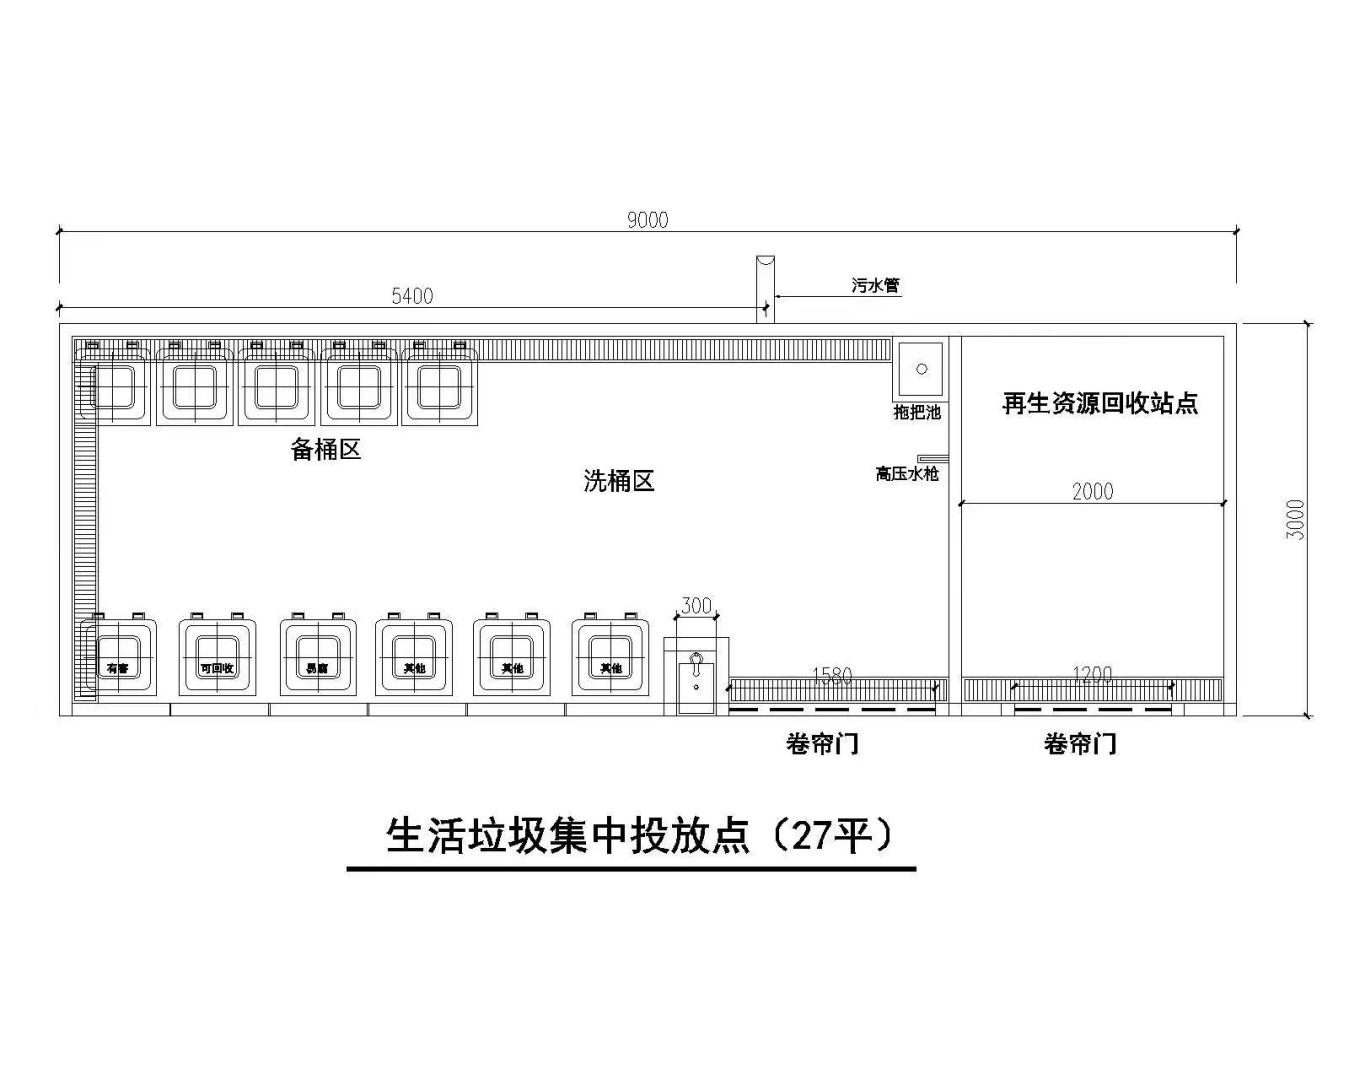 9000
5400
污水管
拖把池
再生资源回收站点
备桶区
洗桶区
高压水枪
2000
3000
300
有害
可回收
易腐
其他
其他
其他
1580
1200
卷帘门
卷帘门
生活垃圾集中投放点（27平）